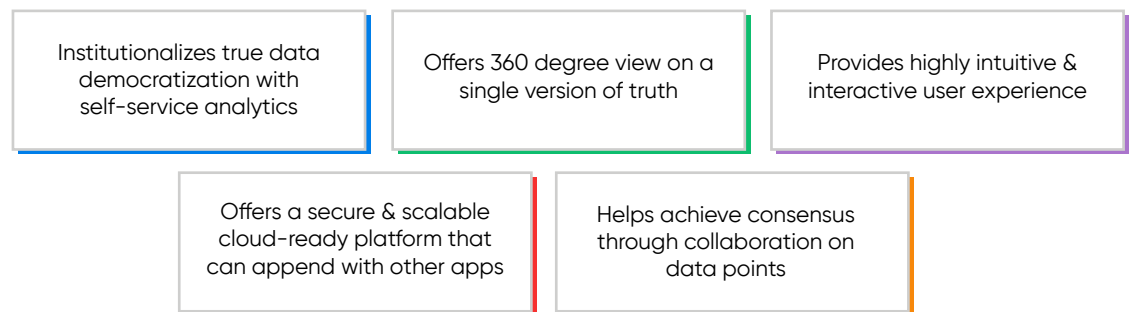 Institutionalizes true data
democratization with
self-service analytics
Offers 360 degree view on a
single version of truth
Provides highly intuitive &
interactive user experience
Offers a secure & scalable
cloud-ready platform that
can append with other apps
Helps achieve consensus
through collaboration on
data points